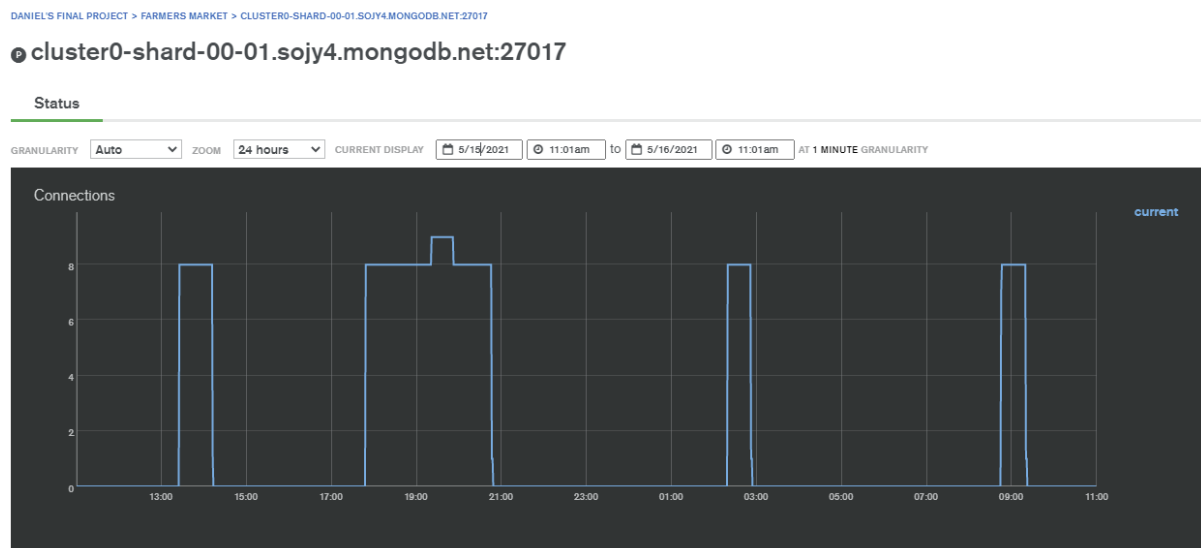 DANIEL'S FINAL PROJECT > FARMERS MARKET > CLUSTER0-SHARD-00-01.SOJY4.MONGODB.NET:27017
P cluster0-shard-00-01.sojy4.mongodb.net:27017
Status
GRANULARITY Auto ZOOM 24 hours CURRENT DISPLAY 5/15/2021 11:01am to 5/16/2021 11:01am AT 1 MINUTE GRANULARITY
Connections
current
8
6
4
2
0
13:00 15:00 17:00 19:00 21:00 23:00 01:00 03:00 05:00 07:00 09:00 11:00